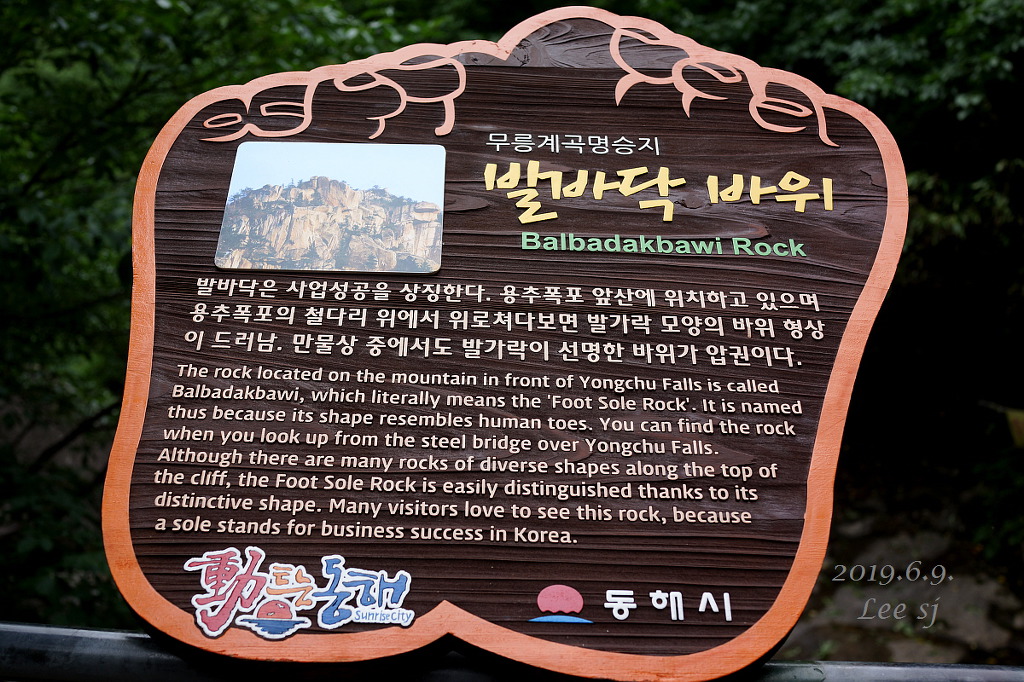 무릉계곡명승지
발바닥 바위
Balbadakbawi Rock
발바닥은 사업성공을 상징한다. 용추폭포 앞산에 위치하고 있으며
용추폭포의 철다리 위에서 위로쳐다보면 발가락 모양의 바위 형상
이 드러남. 만물상 중에서도 발가락이 선명한 바위가 압권이다.
The rock located on the mountain in front of Yongchu Falls is called
Balbadakbawi, which literally means the 'Foot Sole Rock'. It is named
thus because its shape resembles human toes. You can find the rock
when you look up from the steel bridge over Yongchu Falls.
Although there are many rocks of diverse shapes along the top of
the cliff, the Foot Sole Rock is easily distinguished thanks to its
distinctive shape. Many visitors love to see this rock, because
a sole stands for business success in Korea.
動트는동해
Sunrise City
동해시
2019.6.9.
Lee sj